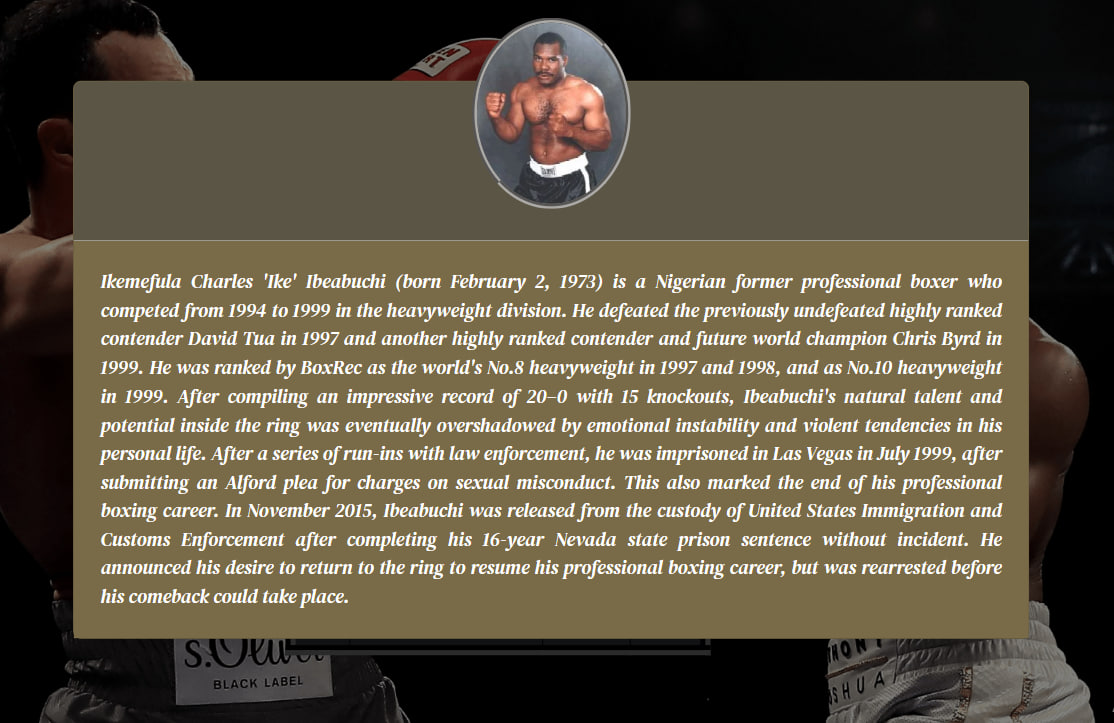 Ikemefula Charles 'Ike' Ibeabuchi (born February 2, 1973) is a Nigerian former professional boxer who
competed from 1994 to 1999 in the heavyweight division. He defeated the previously undefeated highly ranked
contender David Tua in 1997 and another highly ranked contender and future world champion Chris Byrd in
1999. He was ranked by BoxRec as the world's No.8 heavyweight in 1997 and 1998, and as No.10 heavyweight
in 1999. After compiling an impressive record of 20–0 with 15 knockouts, Ibeabuchi's natural talent and
potential inside the ring was eventually overshadowed by emotional instability and violent tendencies in his
personal life. After a series of run-ins with law enforcement, he was imprisoned in Las Vegas in July 1999, after
submitting an Alford plea for charges on sexual misconduct. This also marked the end of his professional
boxing career. In November 2015, Ibeabuchi was released from the custody of United States Immigration and
Customs Enforcement after completing his 16-year Nevada state prison sentence without incident. He
announced his desire to return to the ring to resume his professional boxing career, but was rearrested before
his comeback could take place.
BLACK LABEL